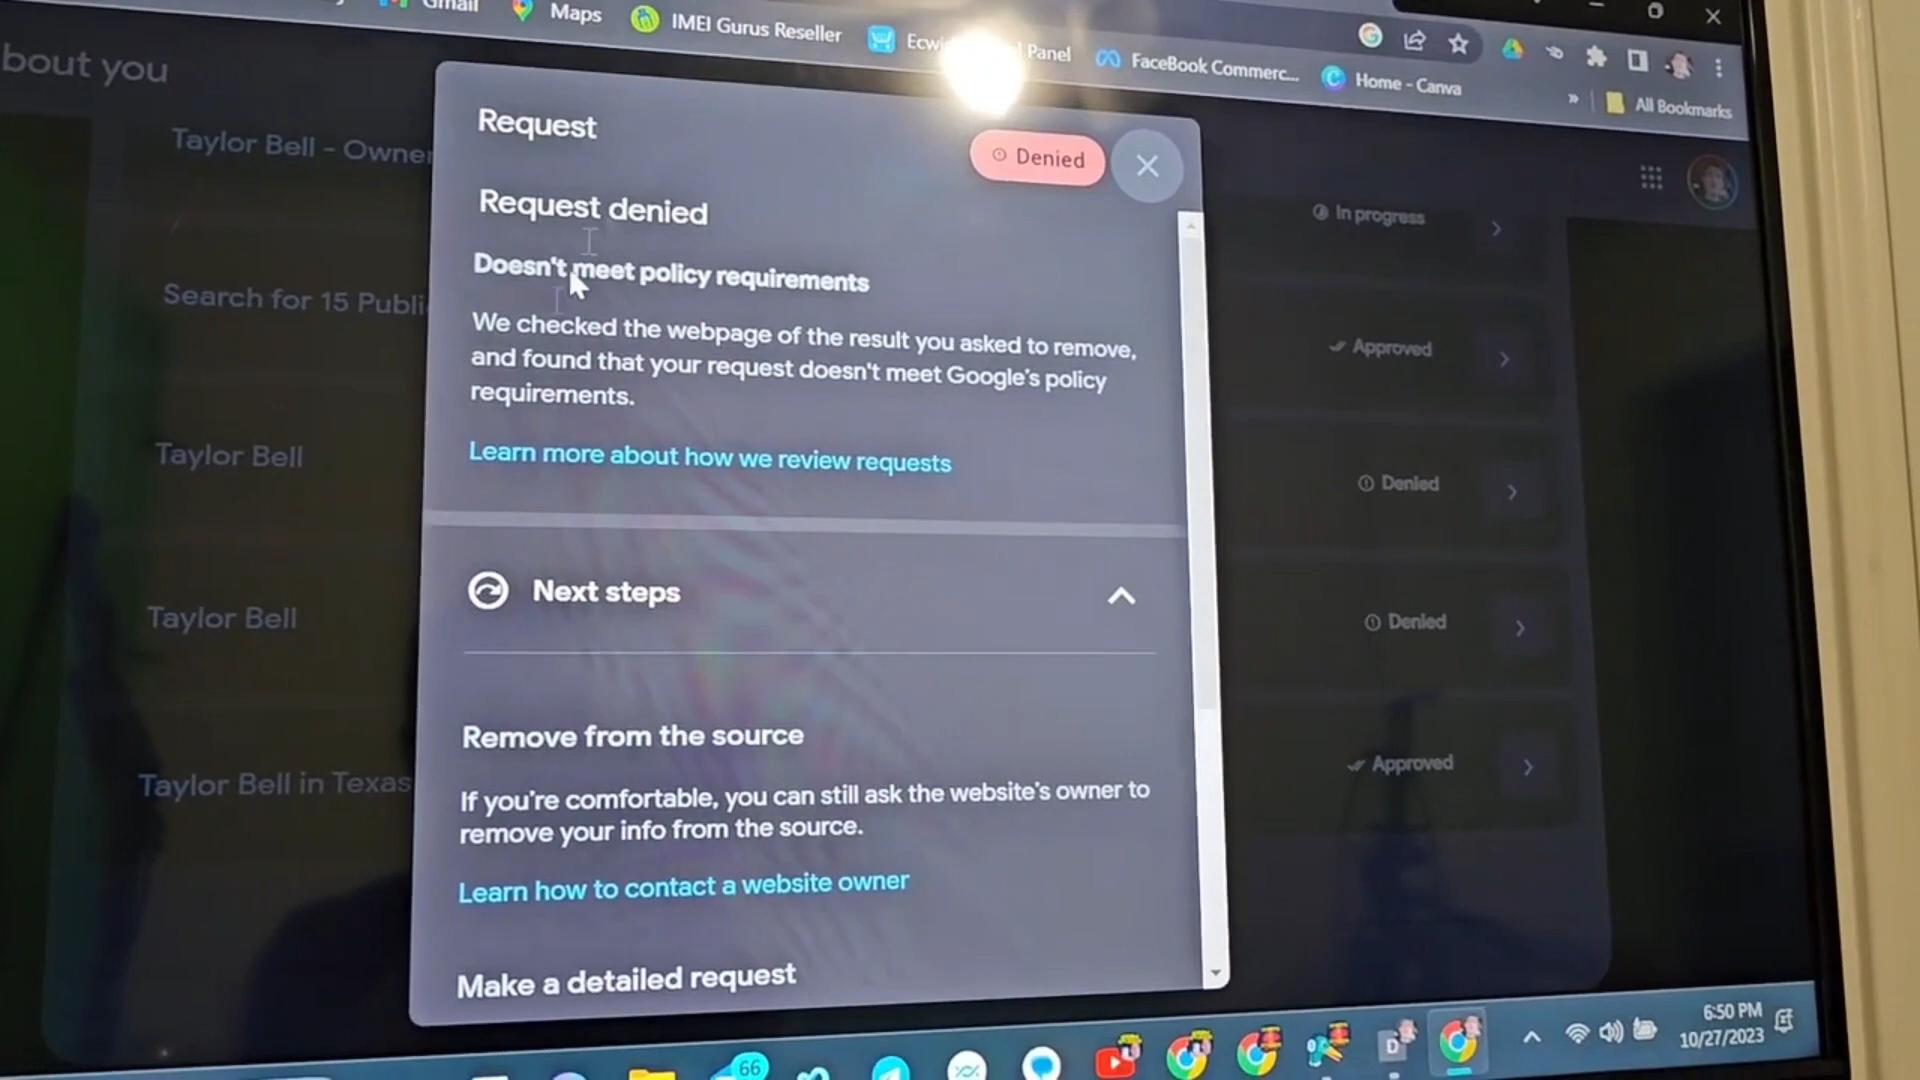 Gmail
Maps
IMEI Gurus Reseller
Panel
FaceBook Commerc...
Home - Canva
All Bookmarks
bout you
Taylor Bell - Owner
In progress
Search for 15 Publi
Approved
Taylor Bell
Denied
Taylor Bell
Denied
Taylor Bell in Texas
Approved
Request
Denied
Request denied
Doesn't meet policy requirements
We checked the webpage of the result you asked to remove,
and found that your request doesn't meet Google's policy
requirements.
Learn more about how we review requests
Next steps
Remove from the source
If you're comfortable, you can still ask the website's owner to
remove your info from the source.
Learn how to contact a website owner
Make a detailed request
66
D
6:50 PM
10/27/2023